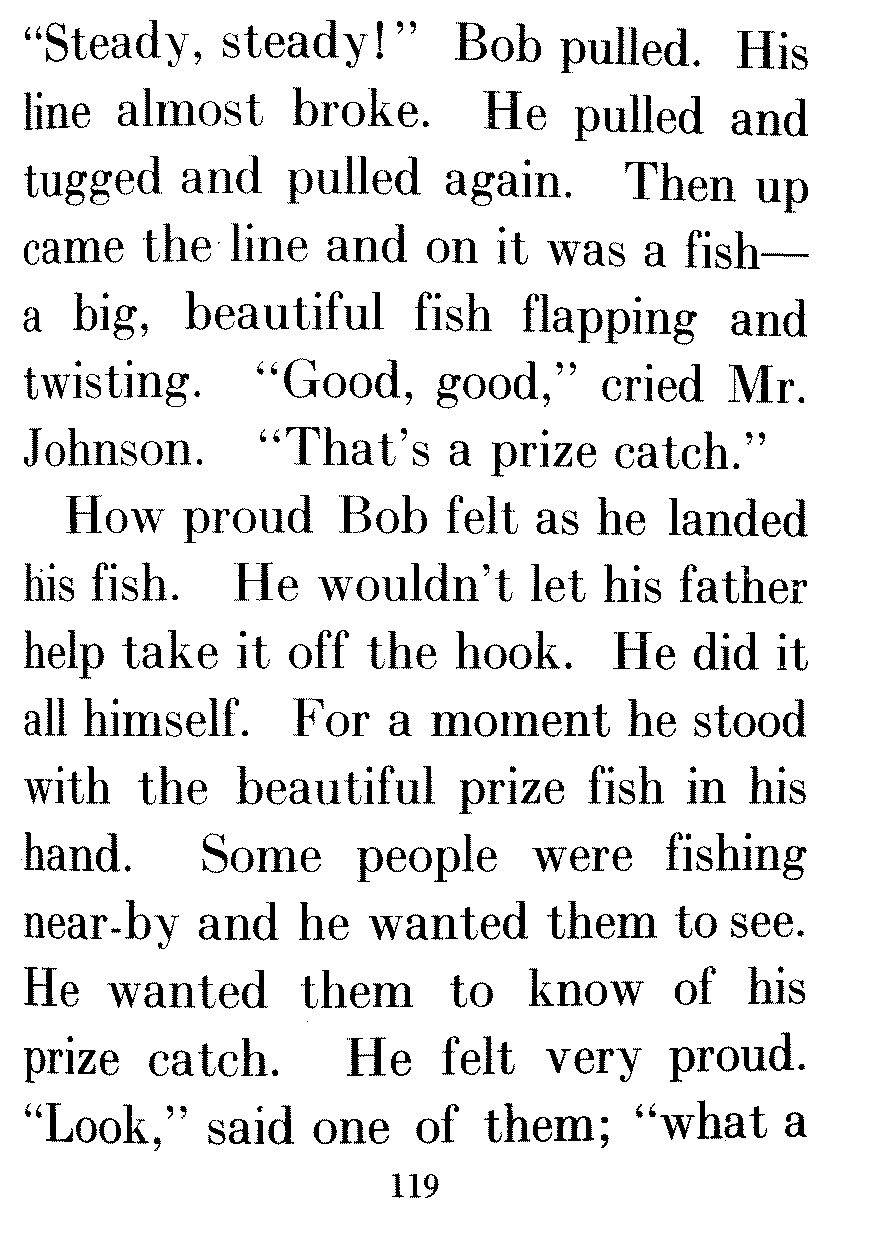 “Steady, steady!” Bob pulled. His
line almost broke. He pulled and
tugged and pulled again. Then up
came the line and on it was a fish—
a big, beautiful fish flapping and
twisting. “Good, good,” cried Mr.
Johnson. “That’s a prize catch.”
How proud Bob felt as he landed
his fish. He wouldn’t let his father
help take it off the hook. He did it
all himself. For a moment he stood
with the beautiful prize fish in his
hand. Some people were fishing
near-by and he wanted them to see.
He wanted them to know of his
prize catch. He felt very proud.
“Look,” said one of them; “what a
119